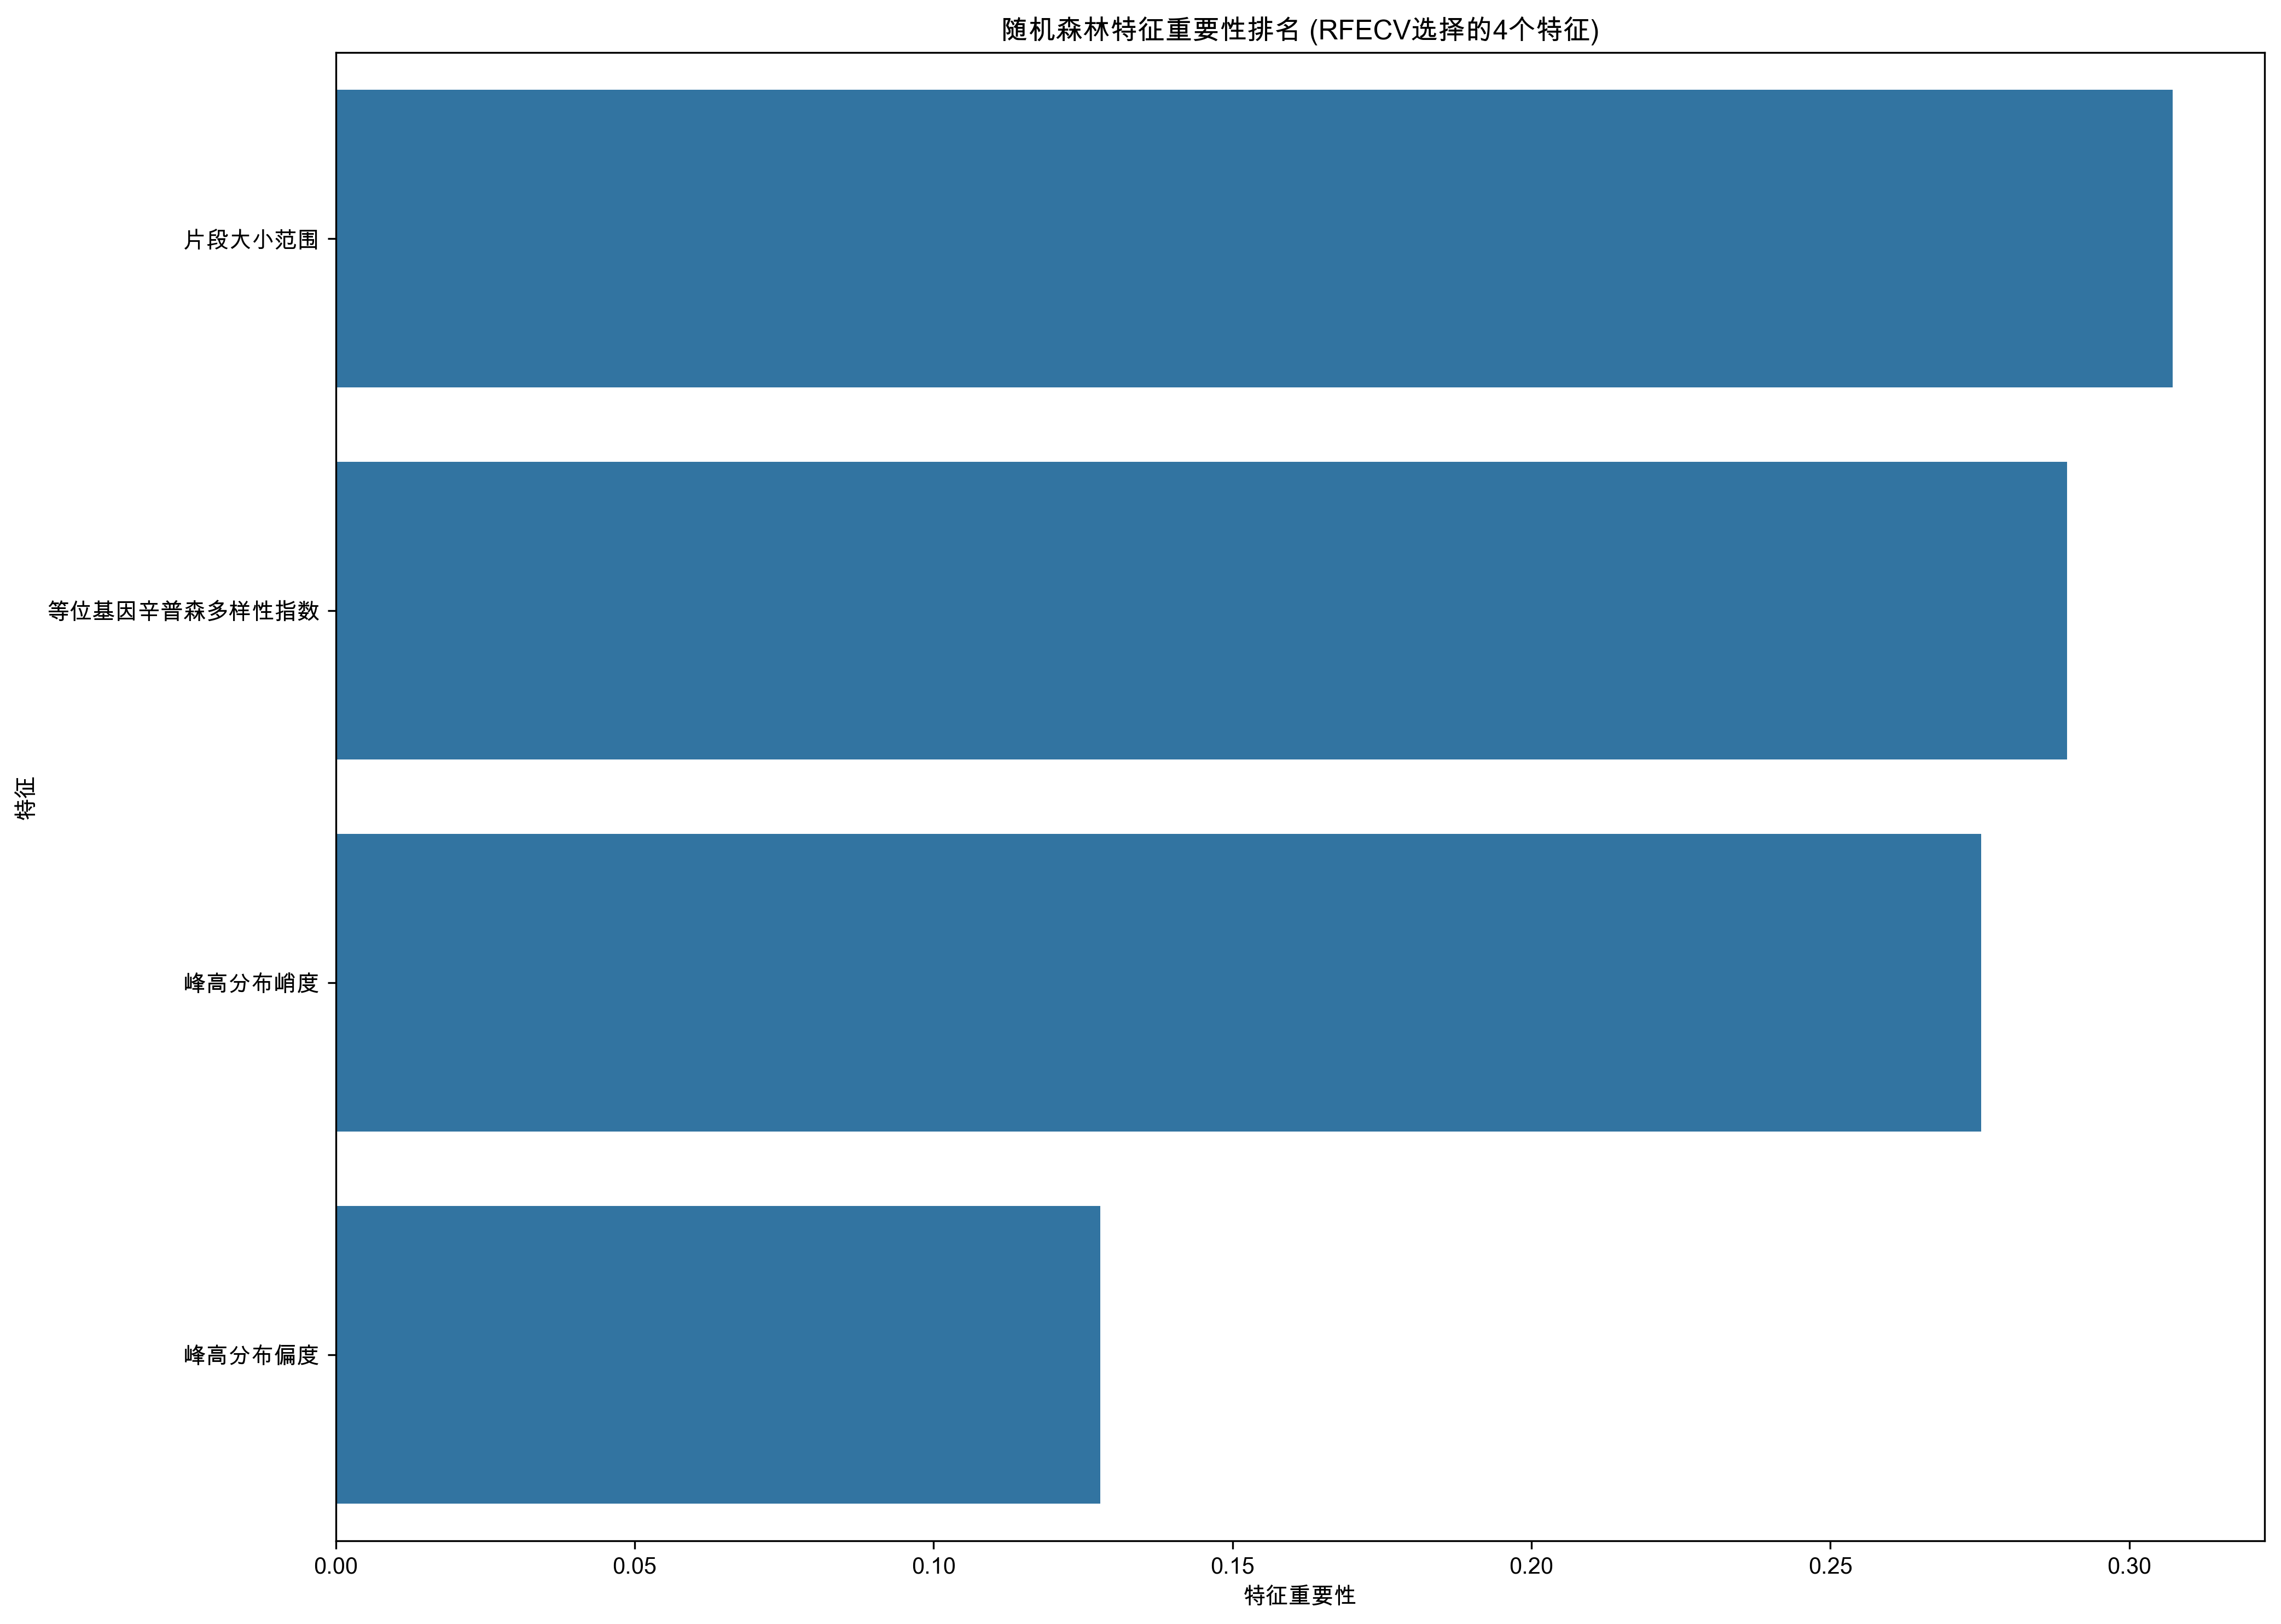 随机森林特征重要性排名 (RFECV选择的4个特征)
片段大小范围
等位基因辛普森多样性指数
峰高分布峭度
峰高分布偏度
特征
0.00 0.05 0.10 0.15 0.20 0.25 0.30
特征重要性